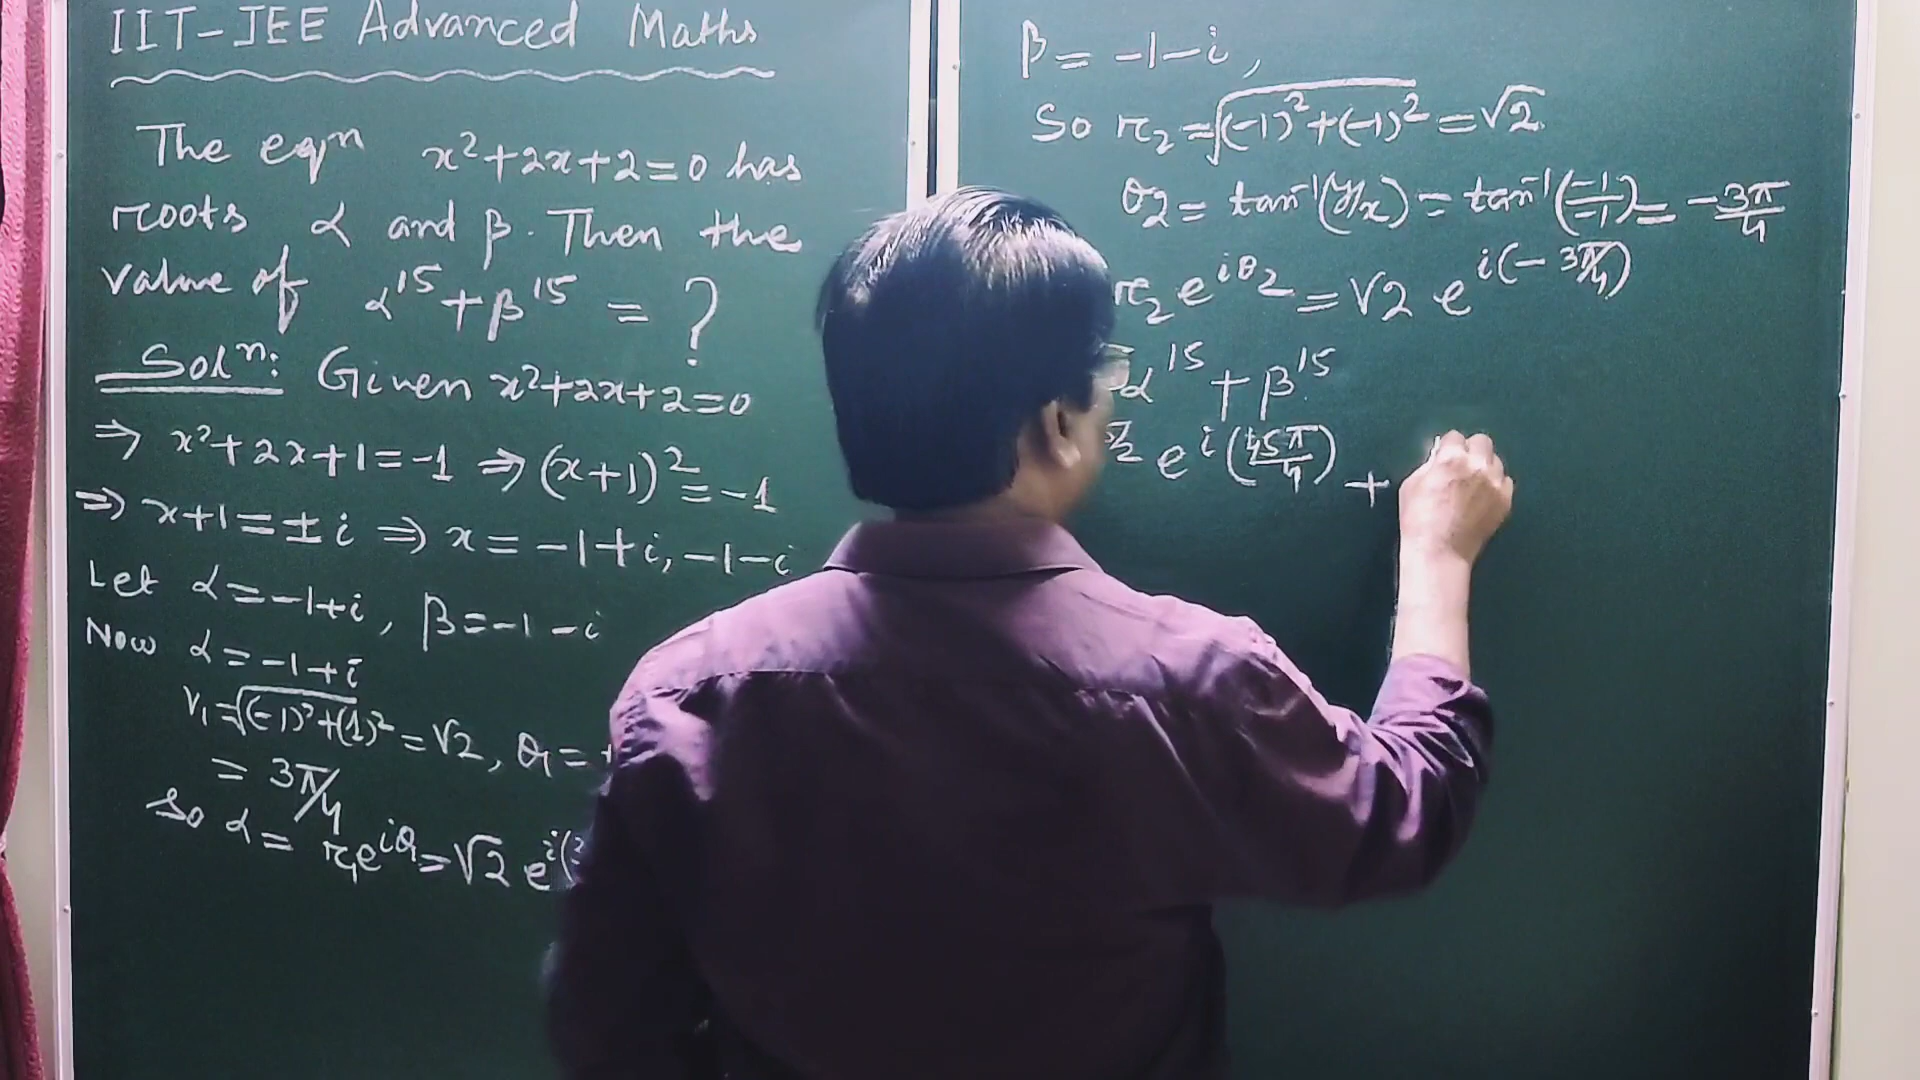 IIT-JEE Advanced Maths
The eqn x²+2x+2=0 has
roots α and β. Then the
value of α¹⁵+β¹⁵ = ?
Solⁿ: Given x²+2x+2=0
⇒ x²+2x+1=-1 ⇒ (x+1)²=-1
⇒ x+1=±i ⇒ x=-1+i, -1-i
Let α=-1+i, β=-1-i
Now α=-1+i
r₁=√((-1)²+(1)²)=√2, θ₁=
= 3π/4
So α= r₁e^(iθ₁)=√2 e^(i(
β= -1-i,
So r₂=√((-1)²+(-1)²)=√2
θ₂= tan⁻¹(y/x)= tan⁻¹(-1/-1)= -3π/4
r₂e^(iθ₂)=√2 e^(i(-3π/4))
α¹⁵+β¹⁵
e^(i(45π/4)) +